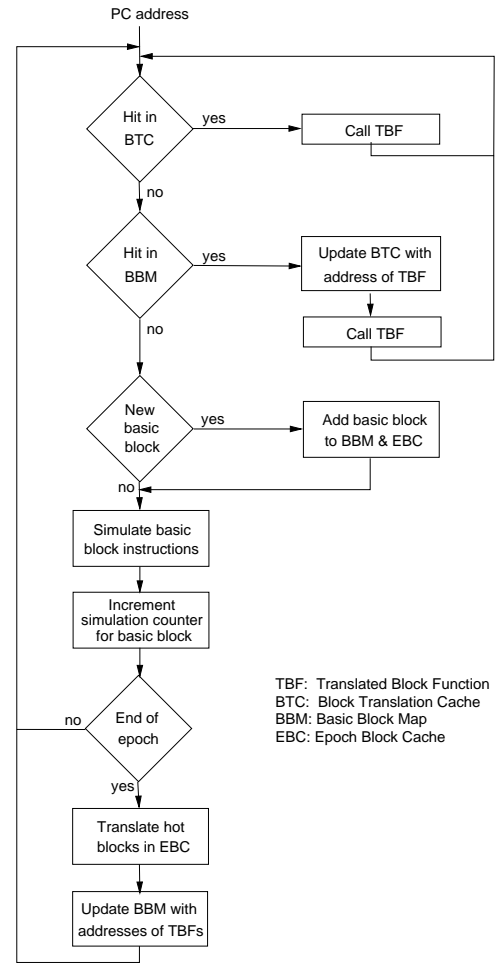 PC address
Hit in
BTC
yes
Call TBF
no
Hit in
BBM
yes
Update BTC with
address of TBF
Call TBF
no
New
basic
block
yes
Add basic block
to BBM & EBC
no
Simulate basic
block instructions
Increment
simulation counter
for basic block
End of
epoch
no
yes
Translate hot
blocks in EBC
Update BBM with
addresses of TBFs
TBF: Translated Block Function
BTC: Block Translation Cache
BBM: Basic Block Map
EBC: Epoch Block Cache